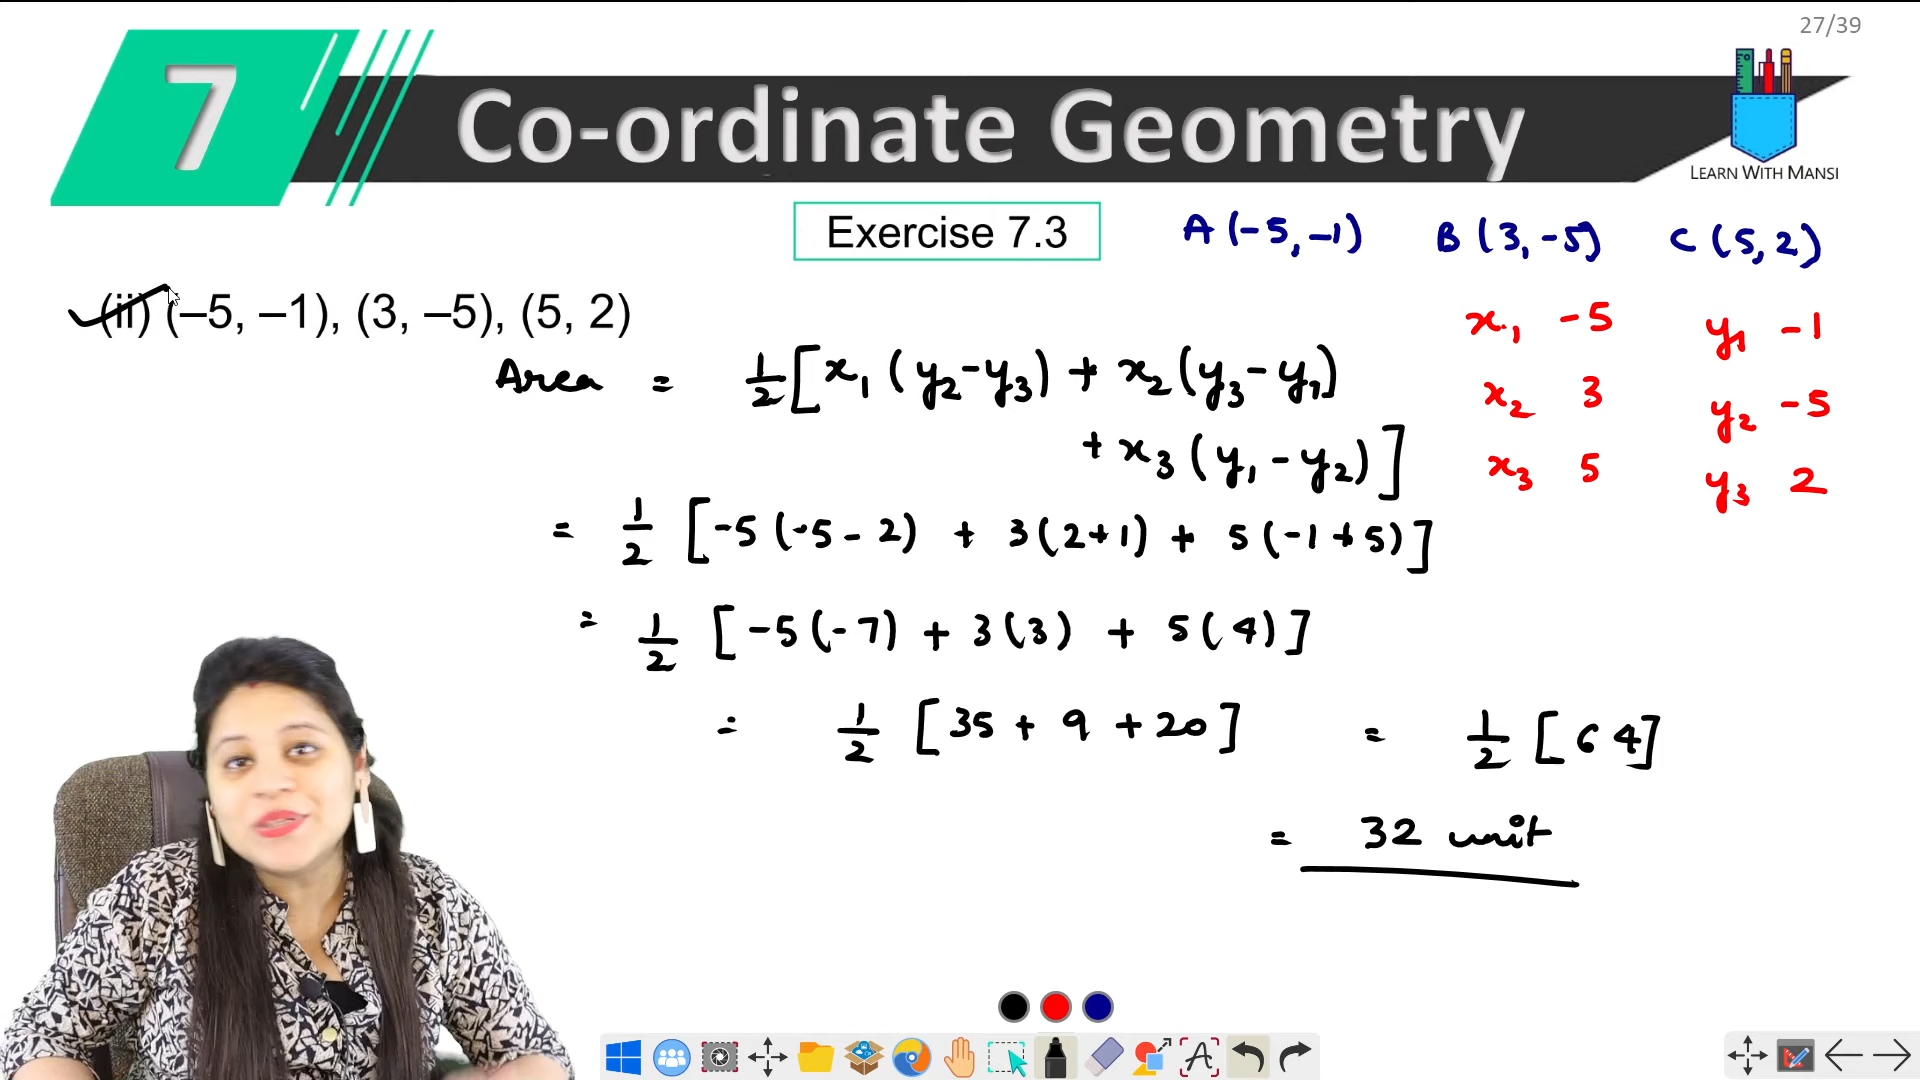 27/39
7 Co-ordinate Geometry
LEARN WITH MANSI
Exercise 7.3
A (-5, -1) B (3, -5) C (5, 2)
(ii) (–5, –1), (3, –5), (5, 2)
x₁ -5 y₁ -1
Area = 1/2 [x₁ (y₂-y₃) + x₂ (y₃-y₁)
x₂ 3 y₂ -5
+ x₃ (y₁ - y₂)]
x₃ 5 y₃ 2
= 1/2 [-5 (-5 - 2) + 3 (2+1) + 5 (-1+5)]
= 1/2 [-5 (-7) + 3 (3) + 5 (4)]
= 1/2 [35 + 9 + 20] = 1/2 [64]
= 32 unit